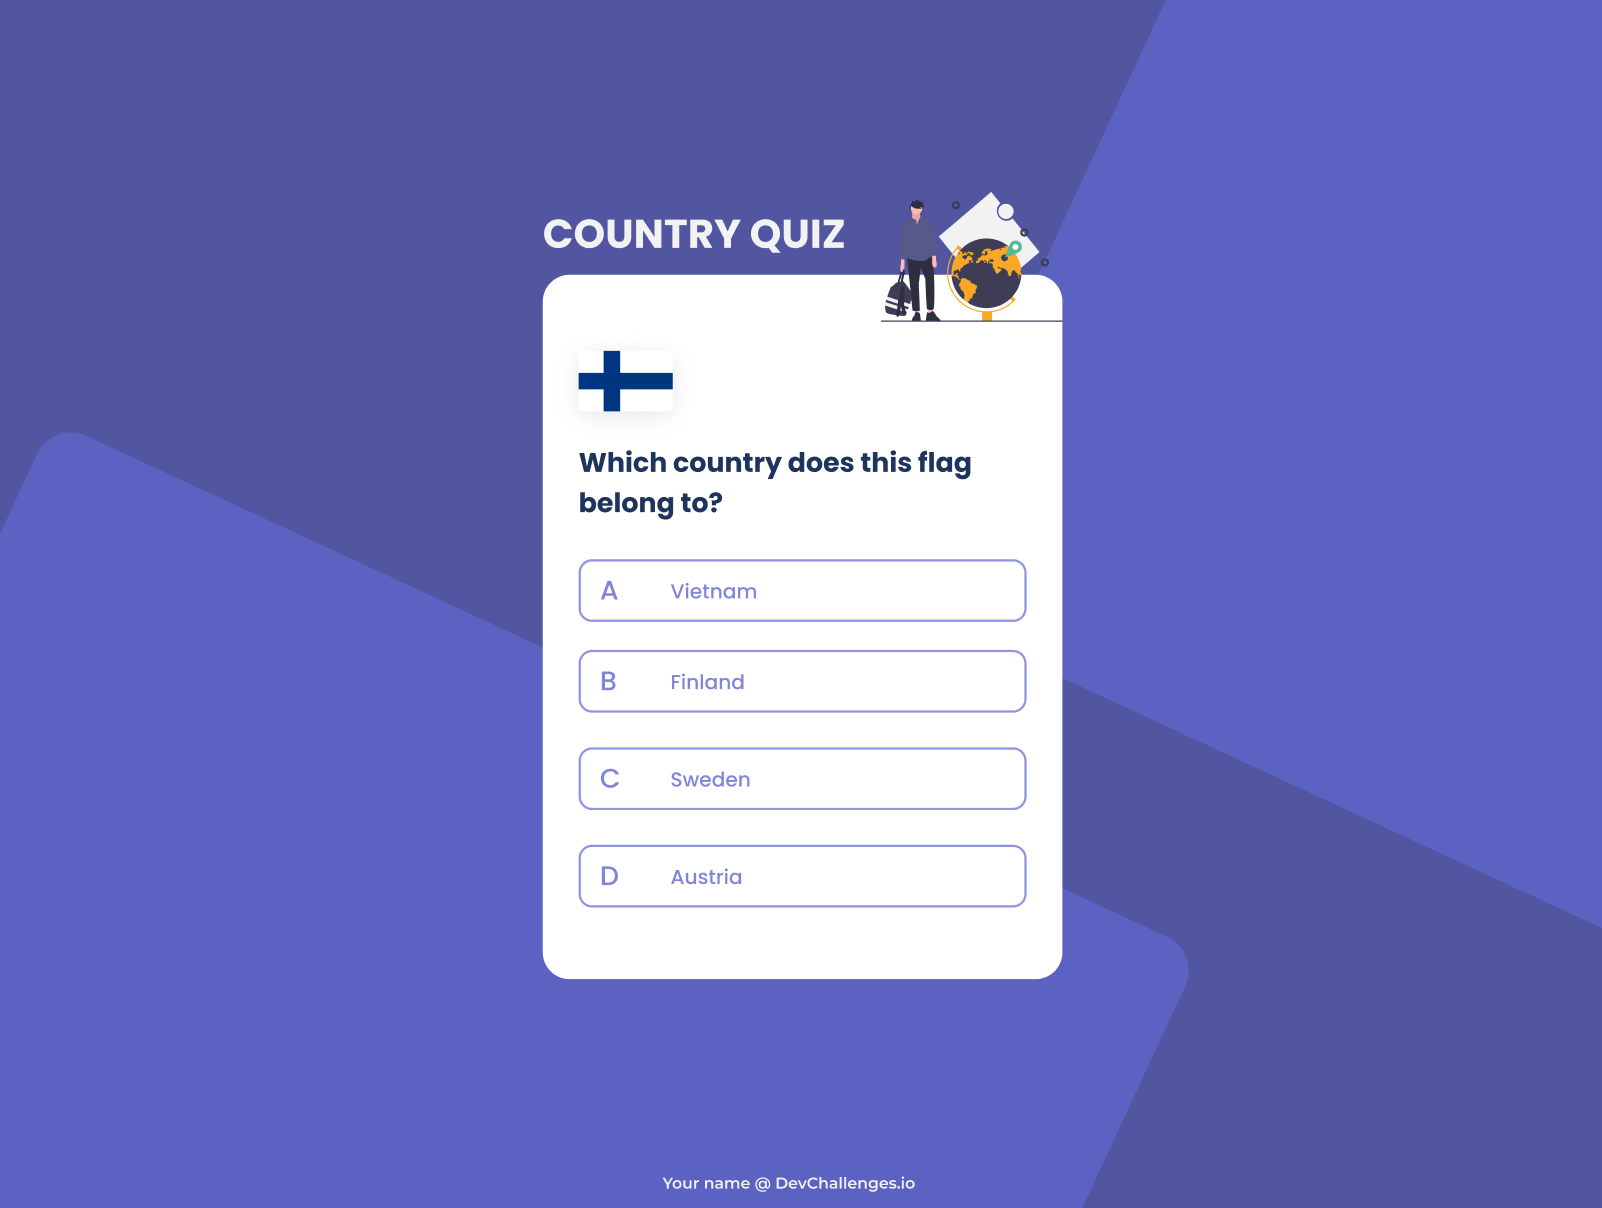 COUNTRY QUIZ
Which country does this flag
belong to?
A Vietnam
B Finland
C Sweden
D Austria
Your name @ DevChallenges.io